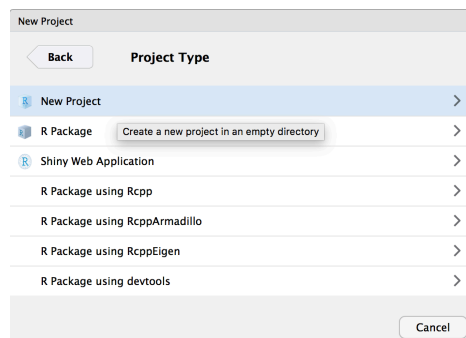 New Project
Back
Project Type
R New Project
R R Package
Create a new project in an empty directory
R Shiny Web Application
R Package using Rcpp
R Package using RcppArmadillo
R Package using RcppEigen
R Package using devtools
Cancel